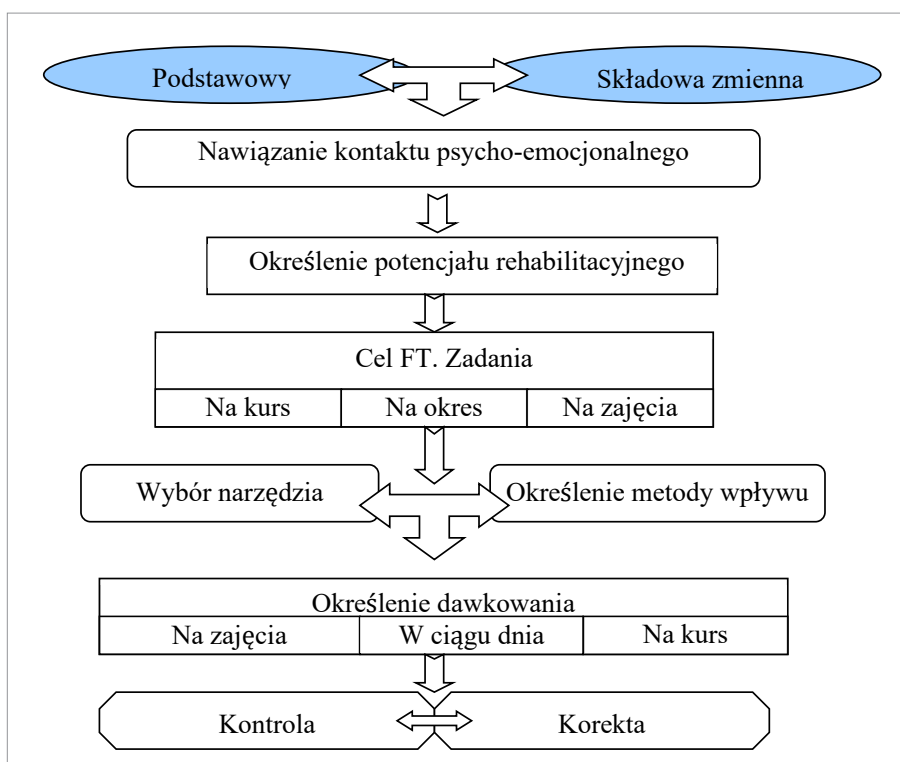 Podstawowy
Składowa zmienna
Nawiązanie kontaktu psycho-emocjonalnego
Określenie potencjału rehabilitacyjnego
Cel FT. Zadania
Na kurs
Na okres
Na zajęcia
Wybór narzędzia
Określenie metody wpływu
Określenie dawkowania
Na zajęcia
W ciągu dnia
Na kurs
Kontrola
Korekta